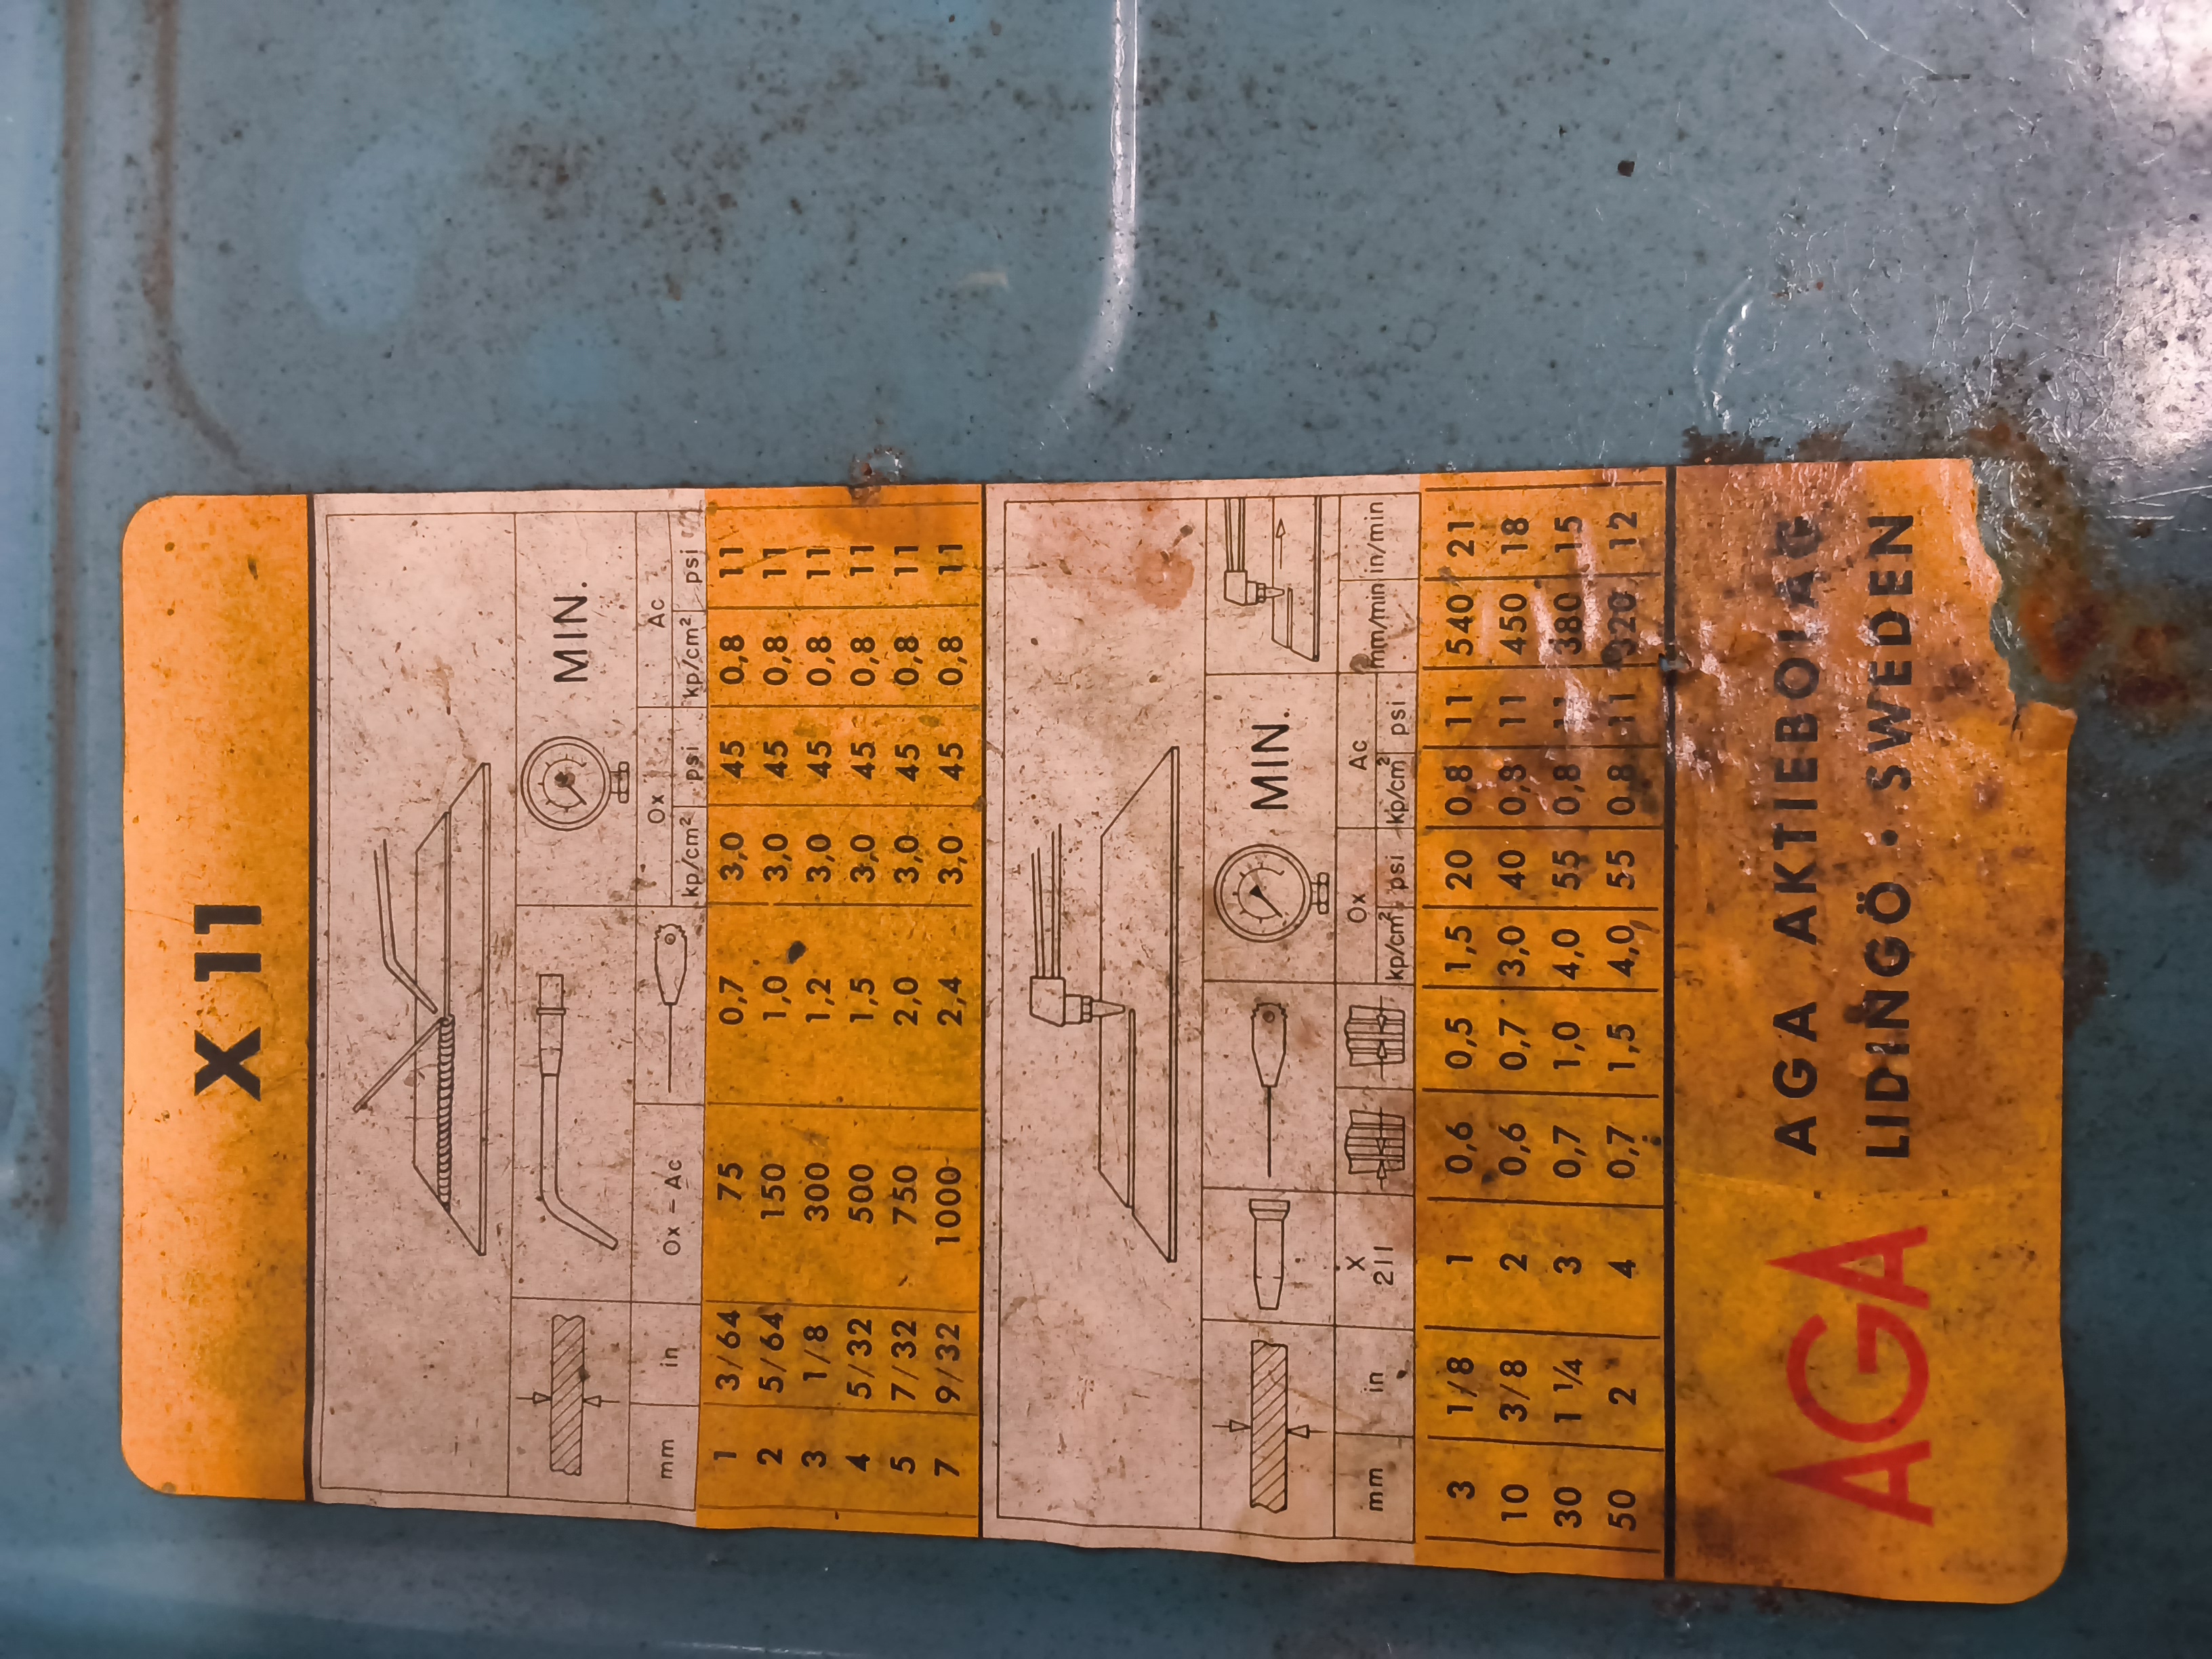 X 11
MIN.
Ox Ac
mm in Ox – Ac kp/cm² psi kp/cm² psi
1 3/64 75 0,7 3,0 45 0,8 11
2 5/64 150 1,0 3,0 45 0,8 11
3 1/8 300 1,2 3,0 45 0,8 11
4 5/32 500 1,5 3,0 45 0,8 11
5 7/32 750 2,0 3,0 45 0,8 11
7 9/32 1000 2,4 3,0 45 0,8 11
MIN.
X Ox Ac
mm in 211 kp/cm² psi kp/cm² psi mm/min in/min
3 1/8 1 0,6 0,5 1,5 20 0,8 11 540 21
10 3/8 2 0,6 0,7 3,0 40 0,8 11 450 18
30 1 1/4 3 0,7 1,0 4,0 55 0,8 11 380 15
50 2 4 0,7 1,5 4,0 55 0,8 11 320 12
AGA
AGA AKTIEBOLAG
LIDINGÖ • SWEDEN